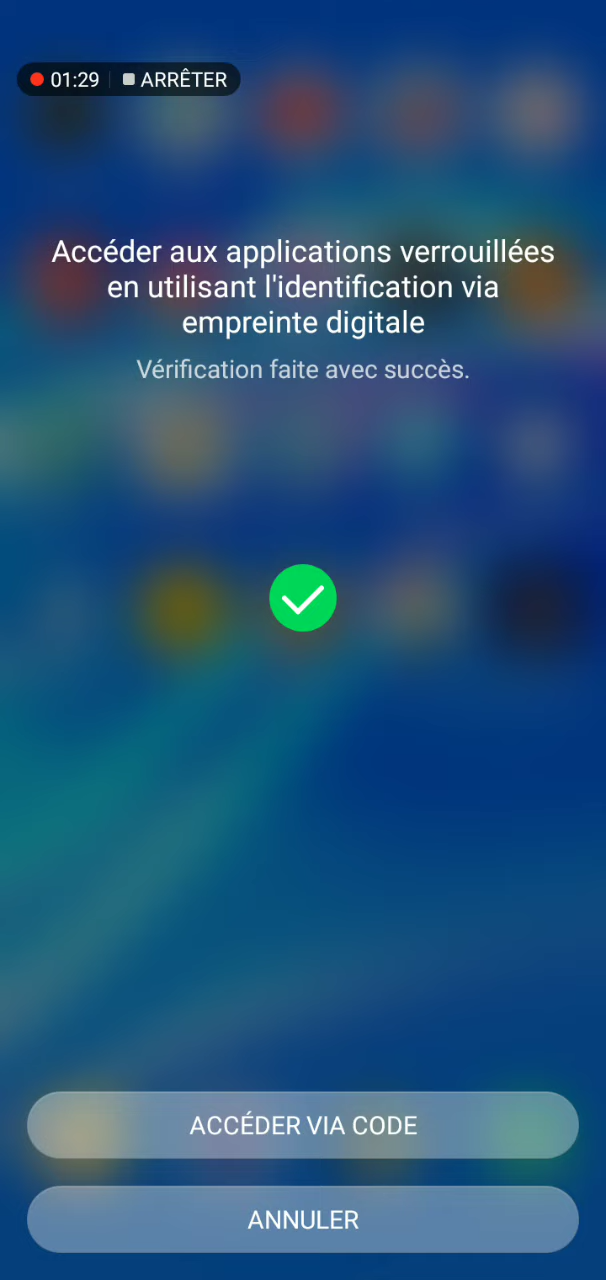 01:29 ARRÊTER
Accéder aux applications verrouillées
en utilisant l'identification via
empreinte digitale
Vérification faite avec succès.
ACCÉDER VIA CODE
ANNULER